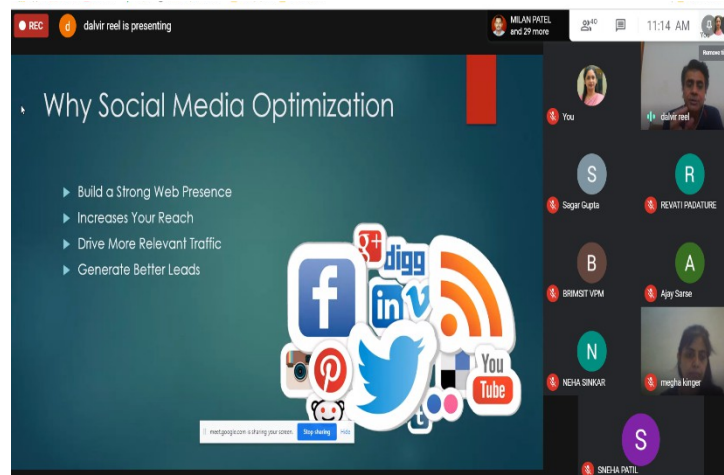 REC
d
dalvir reel is presenting
MILAN PATEL
and 29 more
40
11:14 AM
You
Remove
Why Social Media Optimization
Build a Strong Web Presence
Increases Your Reach
Drive More Relevant Traffic
Generate Better Leads
g+
digg
f
in
v
You
Tube
t
meet.google.com is sharing your screen.
Stop sharing
Hide
You
dalvir reel
S
Sagar Gupta
R
REVATI PADATURE
B
BRIMSIT VPM
A
Ajay Sarse
N
NEHA SINKAR
megha kinger
S
SNEHA PATIL